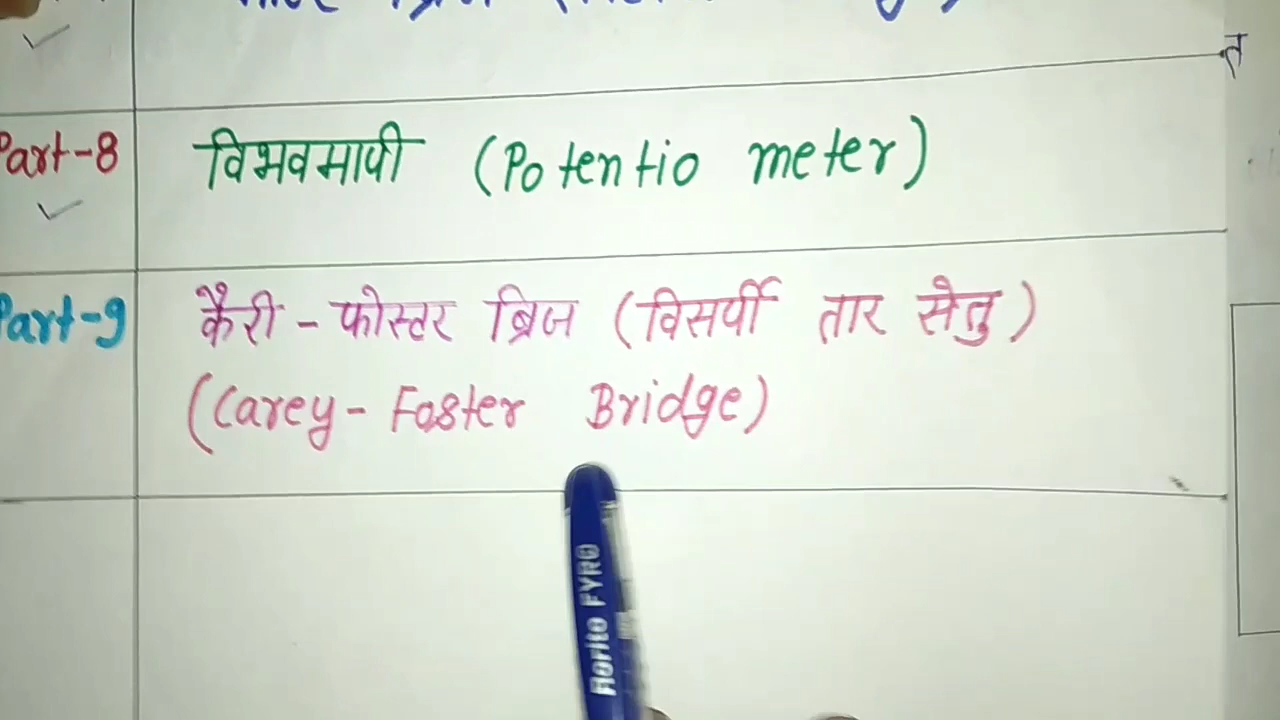 Part-8
विभवमापी (Potentio meter)
Part-9
कैरी-फोस्टर ब्रिज (विसर्पी तार सेतु)
(Carey-Foster Bridge)
Rorito FYRO
त